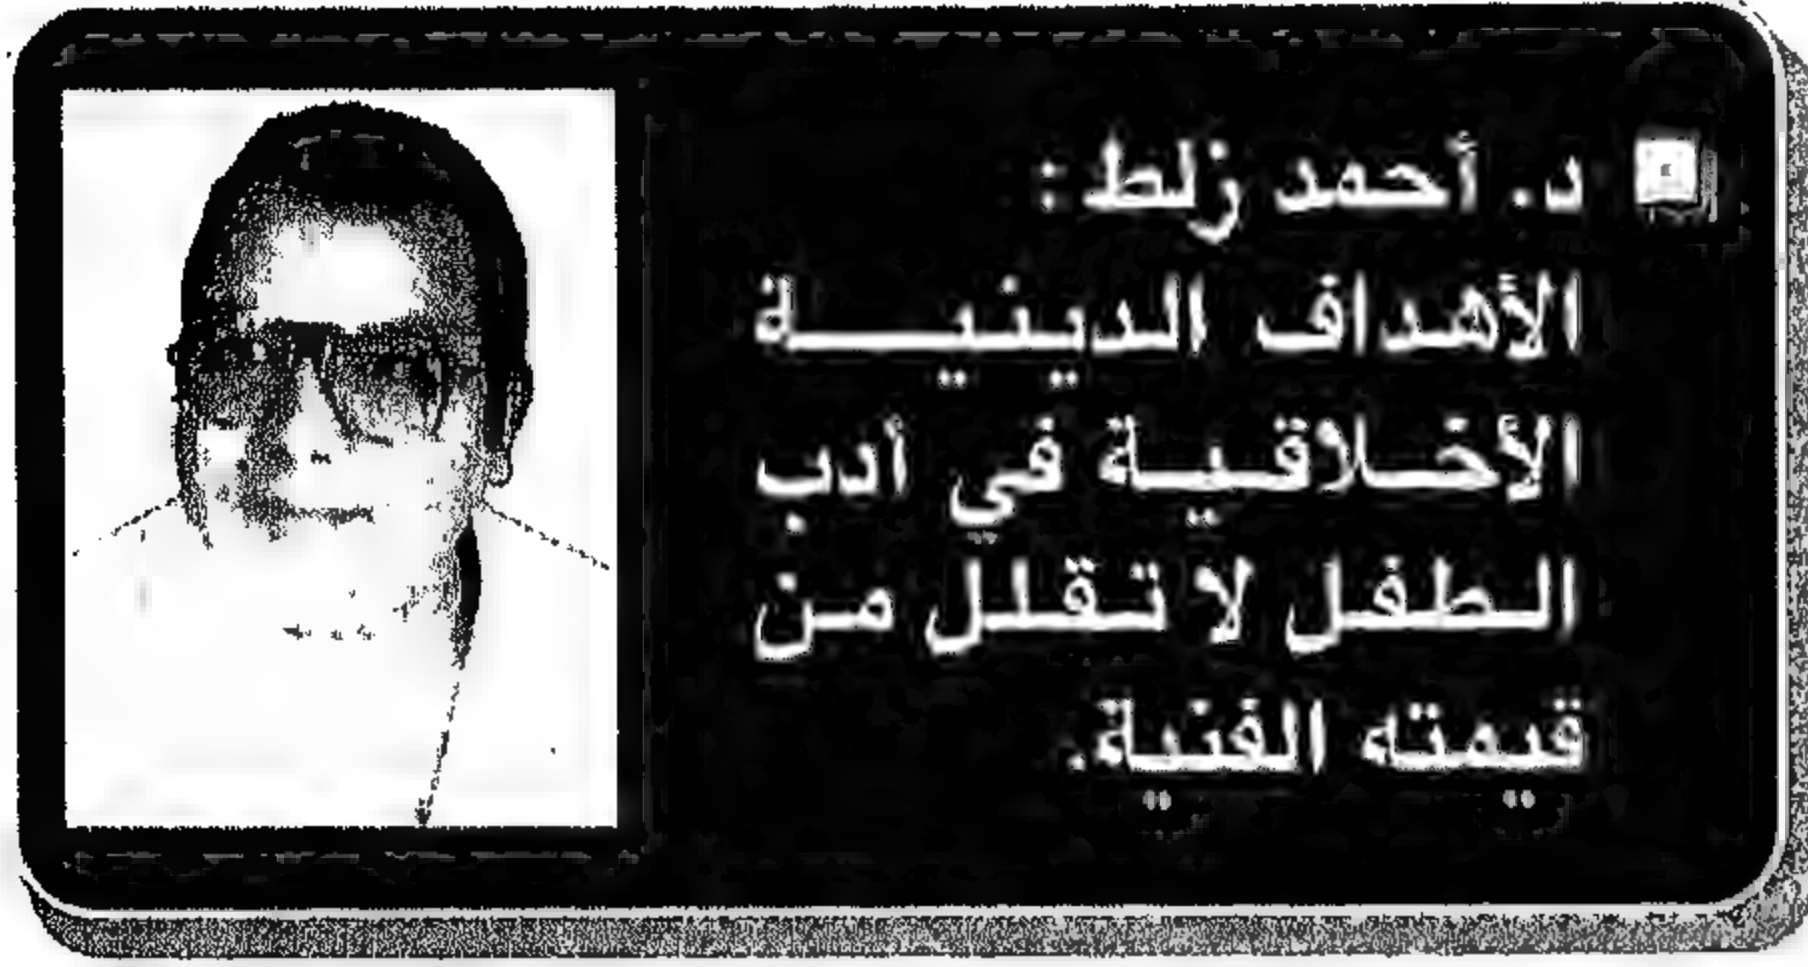 د. أحمد زلط :
الأهداف الدينية
الأخلاقية في أدب
الطفل لا تقلل من
قيمته الفنية.